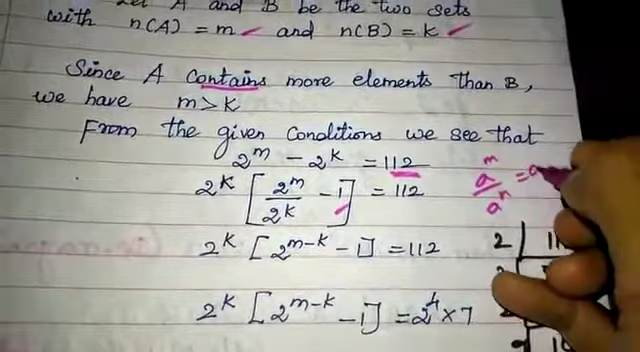 Let A and B be the two sets
with n(A) = m and n(B) = k
Since A contains more elements than B,
we have m > k
From the given conditions we see that
2^m - 2^k = 112
2^k [ 2^m / 2^k - 1 ] = 112
a^m / a^n = a
2^k [ 2^{m-k} - 1 ] = 112
2 | 11
2^k [ 2^{m-k} - 1 ] = 2^4 × 7